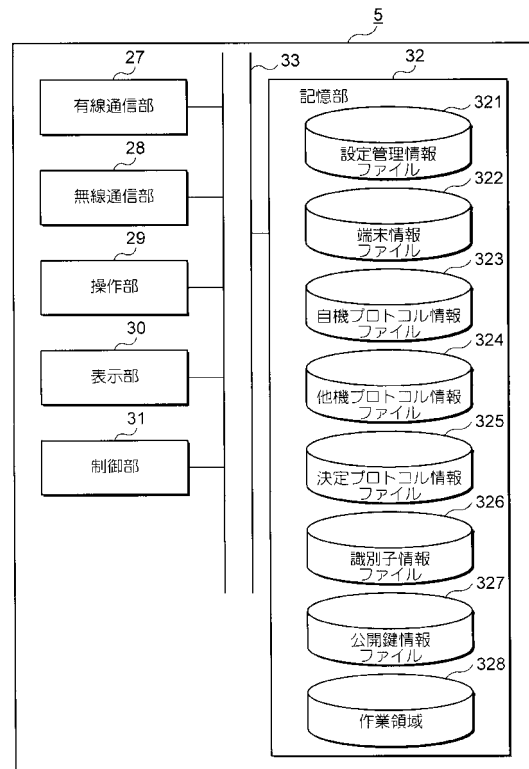 5
27
有線通信部
28
無線通信部
29
操作部
30
表示部
31
制御部
33
32
記憶部
321
設定管理情報
ファイル
322
端末情報
ファイル
323
自機プロトコル情報
ファイル
324
他機プロトコル情報
ファイル
325
決定プロトコル情報
ファイル
326
識別子情報
ファイル
327
公開鍵情報
ファイル
328
作業領域